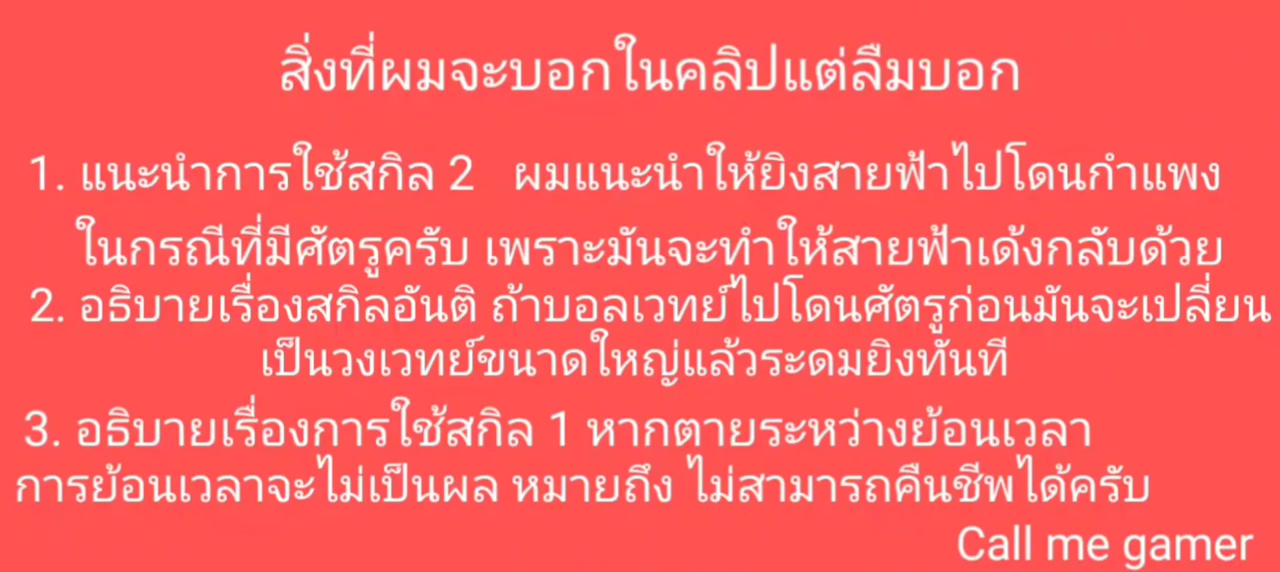 สิ่งที่ผมจะบอกในคลิปแต่ลืมบอก
1. แนะนำการใช้สกิล 2 ผมแนะนำให้ยิงสายฟ้าไปโดนกำแพง
ในกรณีที่มีศัตรูครับ เพราะมันจะทำให้สายฟ้าเด้งกลับด้วย
2. อธิบายเรื่องสกิลอันติ ถ้าบอลเวทย์ไปโดนศัตรูก่อนมันจะเปลี่ยน
เป็นวงเวทย์ขนาดใหญ่แล้วระดมยิงทันที
3. อธิบายเรื่องการใช้สกิล 1 หากตายระหว่างย้อนเวลา
การย้อนเวลาจะไม่เป็นผล หมายถึง ไม่สามารถคืนชีพได้ครับ
Call me gamer